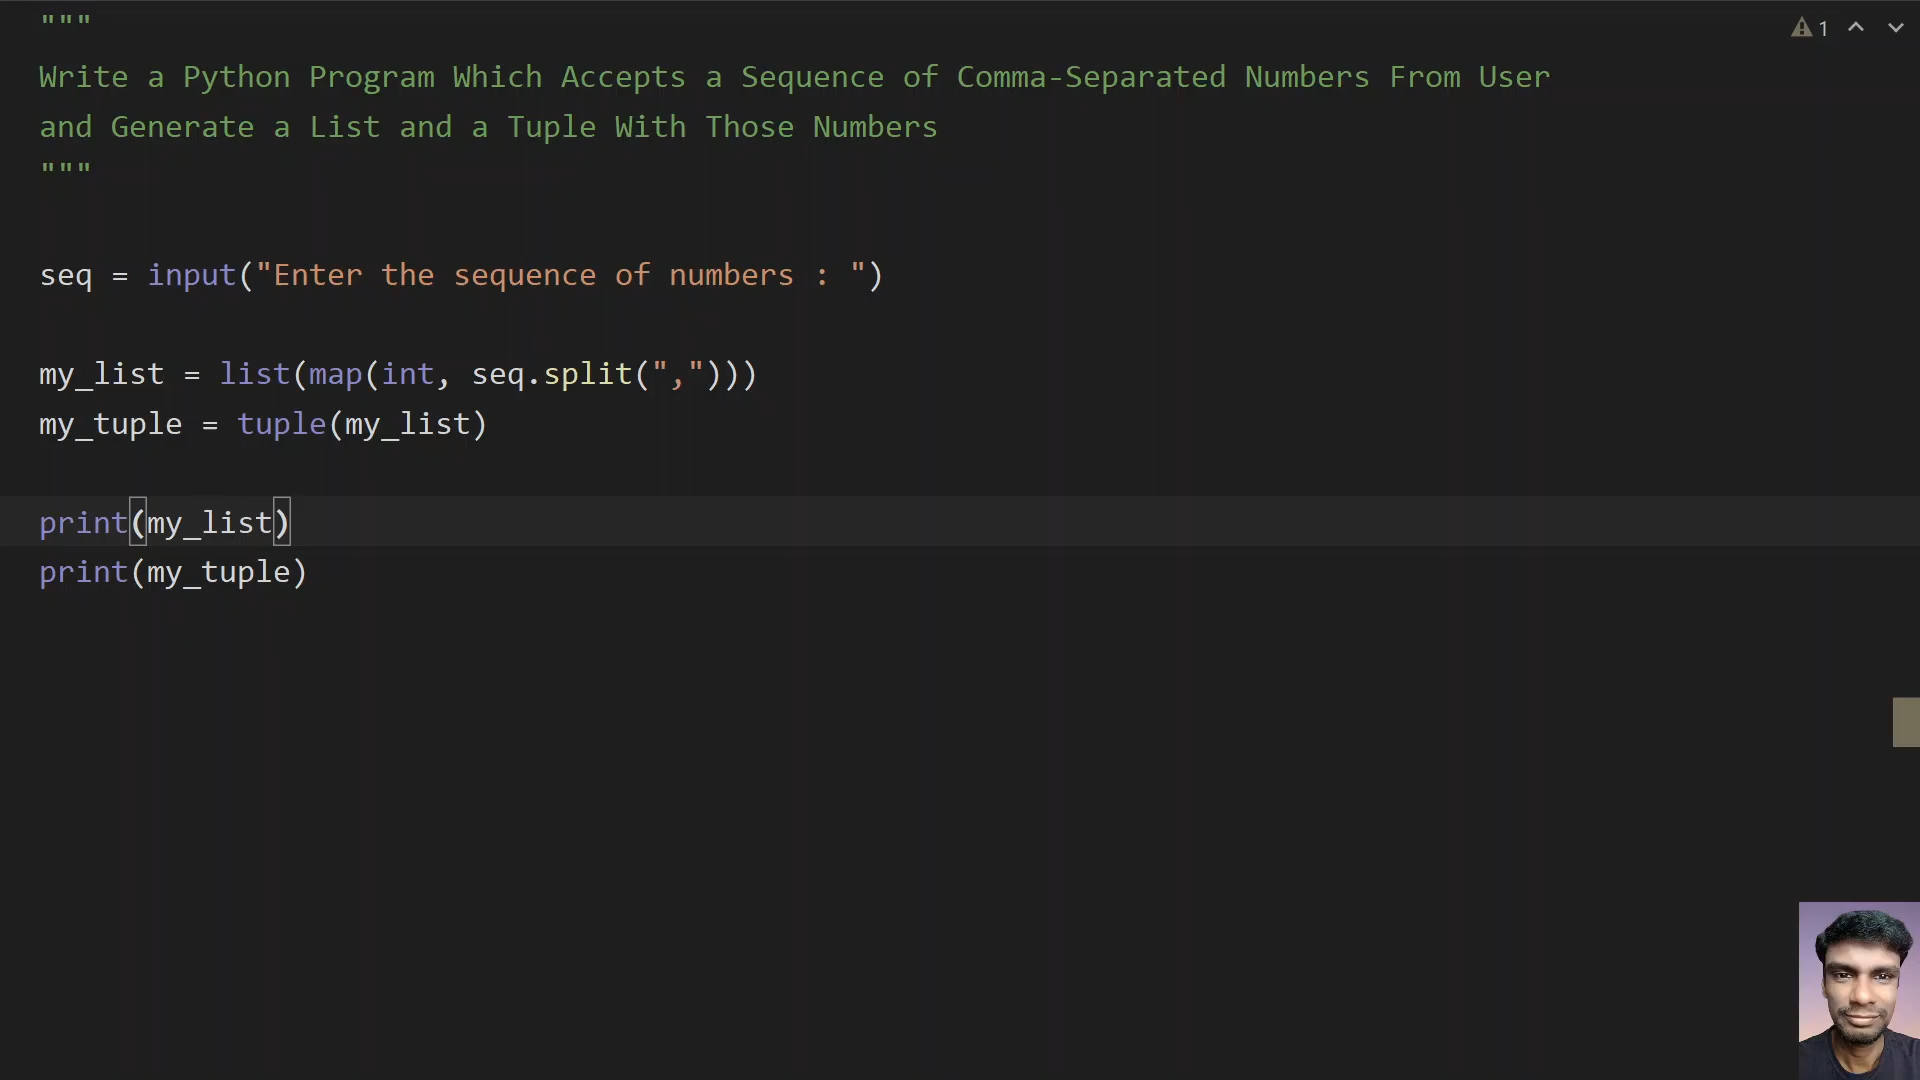 """
Write a Python Program Which Accepts a Sequence of Comma-Separated Numbers From User
and Generate a List and a Tuple With Those Numbers
"""
seq = input("Enter the sequence of numbers : ")
my_list = list(map(int, seq.split(",")))
my_tuple = tuple(my_list)
print(my_list)
print(my_tuple)
1